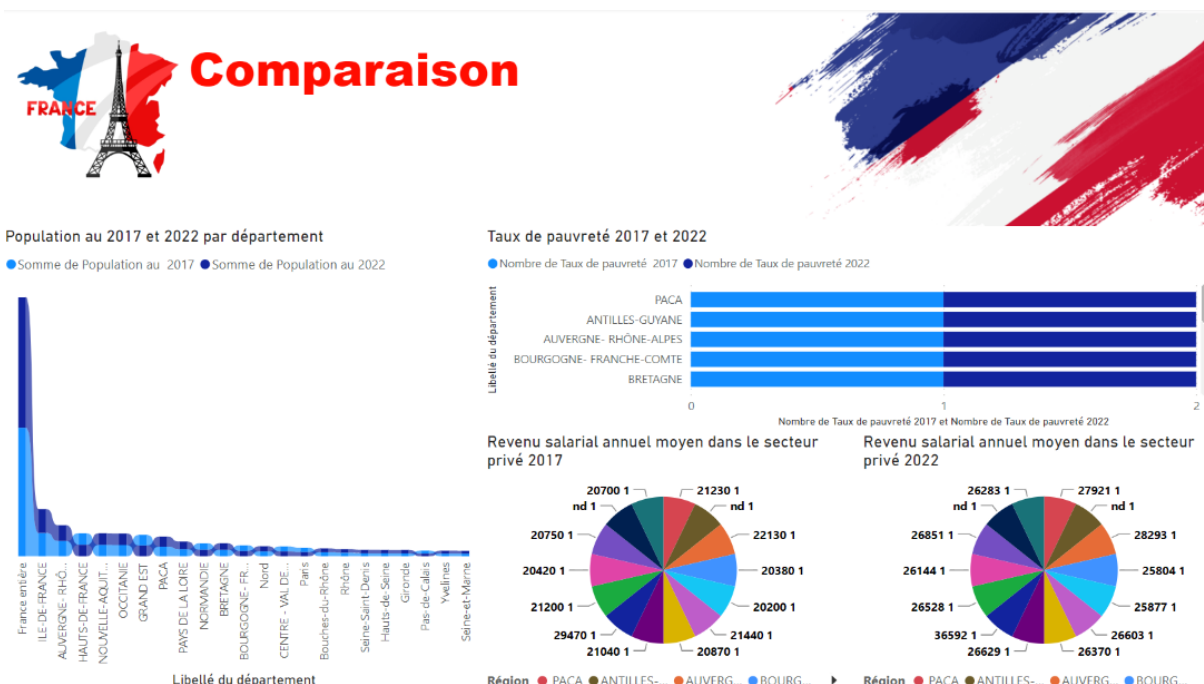 FRANCE
Comparaison
Population au 2017 et 2022 par département
Somme de Population au 2017 Somme de Population au 2022
France entière
ILE-DE-FRANCE
AUVERGNE- RHÔ...
HAUTS-DE-FRANCE
NOUVELLE-AQUIT...
OCCITANIE
GRAND EST
PACA
PAYS DE LA LOIRE
NORMANDIE
BRETAGNE
BOURGOGNE- FR...
Nord
CENTRE - VAL DE...
Paris
Bouches-du-Rhône
Rhône
Seine-Saint-Denis
Hauts-de-Seine
Gironde
Pas-de-Calais
Yvelines
Seine-et-Marne
Libellé du département
Taux de pauvreté 2017 et 2022
Nombre de Taux de pauvreté 2017 Nombre de Taux de pauvreté 2022
Libellé du département
PACA
ANTILLES-GUYANE
AUVERGNE- RHÔNE-ALPES
BOURGOGNE- FRANCHE-COMTE
BRETAGNE
0 1 2
Nombre de Taux de pauvreté 2017 et Nombre de Taux de pauvreté 2022
Revenu salarial annuel moyen dans le secteur
privé 2017
20700 1 21230 1
nd 1
20750 1 22130 1
20420 1 20380 1
21200 1 20200 1
29470 1 21440 1
21040 1 20870 1
Région PACA ANTILLES-... AUVERG... BOURG...
Revenu salarial annuel moyen dans le secteur
privé 2022
26283 1 27921 1
nd 1
26851 1 28293 1
26144 1 25804 1
26528 1 25877 1
36592 1 26603 1
26629 1 26370 1
Région PACA ANTILLES-... AUVERG... BOURG...